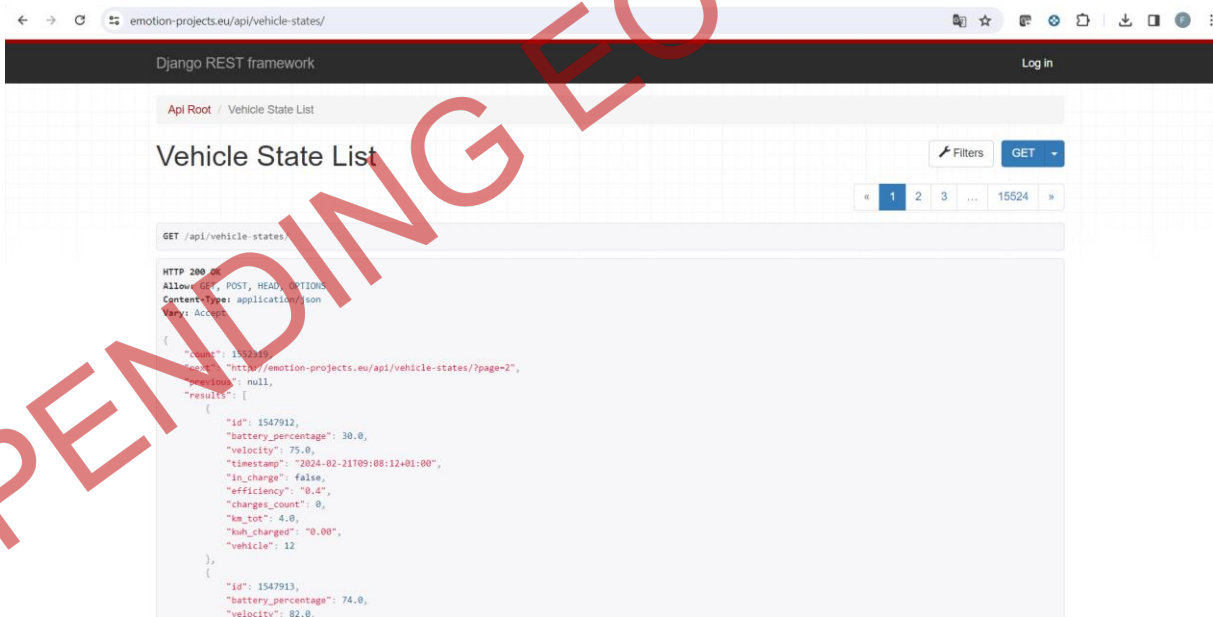 emotion-projects.eu/api/vehicle-states/
F
Django REST framework
Log in
Api Root / Vehicle State List
Vehicle State List
Filters
GET
« 1 2 3 … 15524 »
GET /api/vehicle-states/
HTTP 200 OK
Allow: GET, POST, HEAD, OPTIONS
Content-Type: application/json
Vary: Accept
{
"count": 1552319,
"next": "http://emotion-projects.eu/api/vehicle-states/?page=2",
"previous": null,
"results": [
{
"id": 1547912,
"battery_percentage": 30.0,
"velocity": 75.0,
"timestamp": "2024-02-21T09:08:12+01:00",
"in_charge": false,
"efficiency": "0.4",
"charges_count": 0,
"km_tot": 4.0,
"kwh_charged": "0.00",
"vehicle": 12
},
{
"id": 1547913,
"battery_percentage": 74.0,
"velocity": 82.0,
PENDING EC